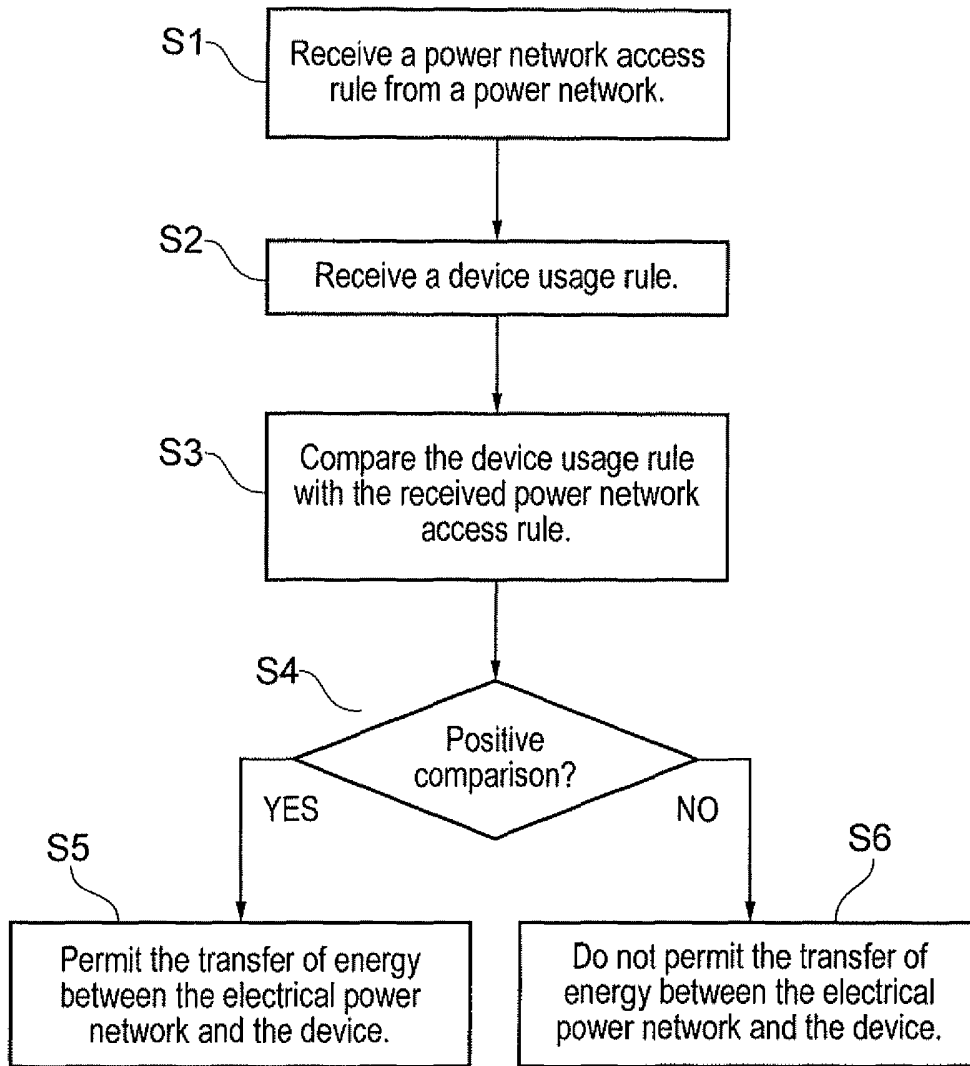 S1
Receive a power network access
rule from a power network.
S2
Receive a device usage rule.
S3
Compare the device usage rule
with the received power network
access rule.
S4
Positive
comparison?
YES
NO
S5
Permit the transfer of energy
between the electrical power
network and the device.
S6
Do not permit the transfer of
energy between the electrical
power network and the device.